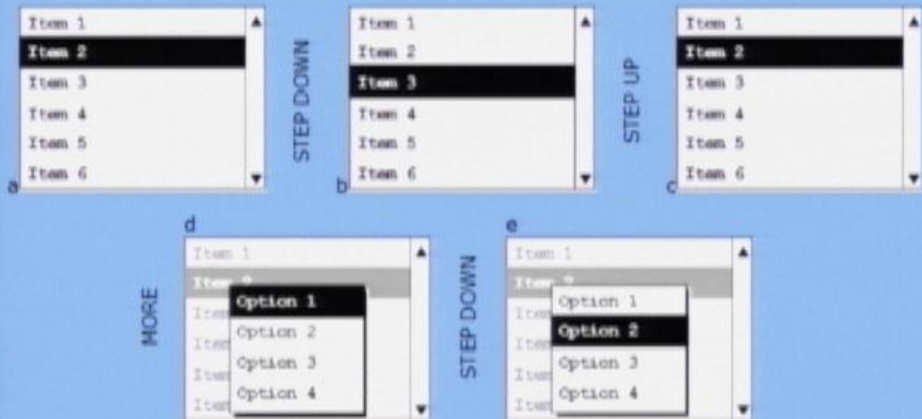 Item 1
Item 2
Item 3
Item 4
Item 5
Item 6
a
STEP DOWN
Item 1
Item 2
Item 3
Item 4
Item 5
Item 6
b
STEP UP
Item 1
Item 2
Item 3
Item 4
Item 5
Item 6
c
MORE
d
Item 1
Option 1
Option 2
Option 3
Option 4
STEP DOWN
e
Item 1
Option 1
Option 2
Option 3
Option 4